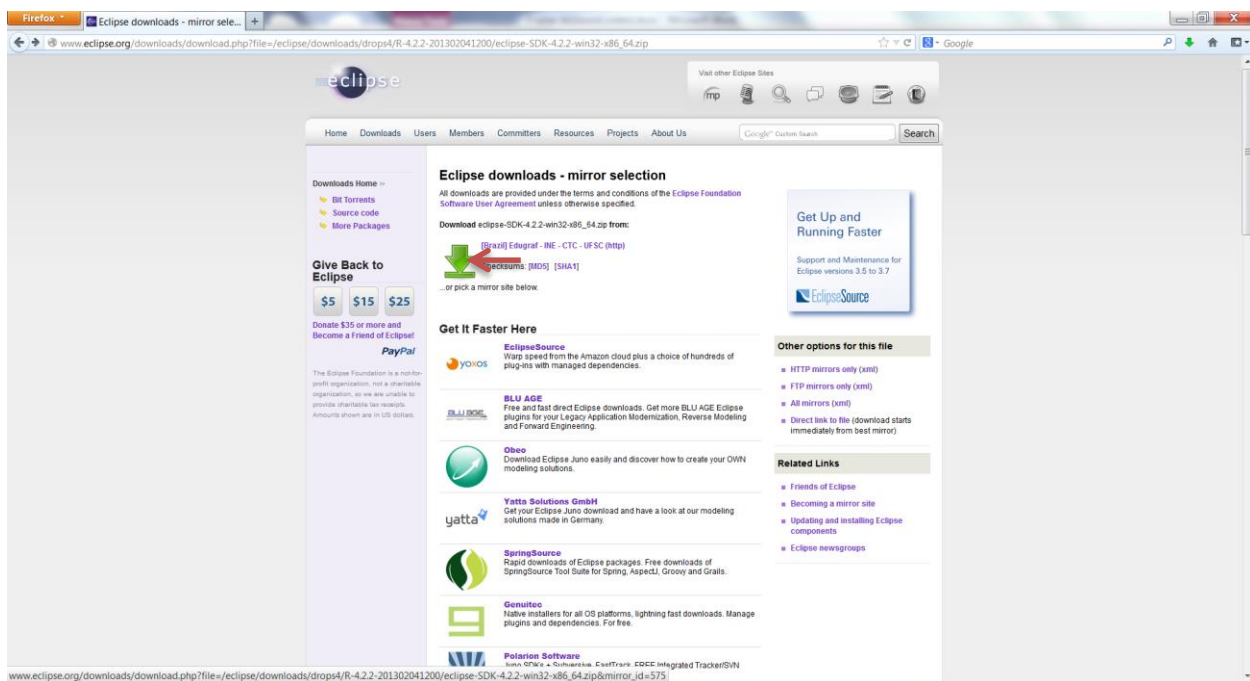 Firefox
Eclipse downloads - mirror sele...
www.eclipse.org/downloads/download.php?file=/eclipse/downloads/drops4/R-4.2.2-201302041200/eclipse-SDK-4.2.2-win32-x86_64.zip
Google
eclipse
Visit other Eclipse Sites
mp
Home Downloads Users Members Committers Resources Projects About Us
Google™ Custom Search
Search
Downloads Home
Bit Torrents
Source code
More Packages
Give Back to
Eclipse
$5 $15 $25
Donate $35 or more and
Become a Friend of Eclipse!
PayPal
The Eclipse Foundation is a not-for-
profit organization, not a charitable
organization, so we are unable to
provide charitable tax receipts.
Amounts shown are in US dollars.
Eclipse downloads - mirror selection
All downloads are provided under the terms and conditions of the Eclipse Foundation
Software User Agreement unless otherwise specified.
Download eclipse-SDK-4.2.2-win32-x86_64.zip from:
[Brazil] Edugraf - INE - CTC - UFSC (http)
[MD5] [SHA1]
...or pick a mirror site below.
Get It Faster Here
yoxos
EclipseSource
Warp speed from the Amazon cloud plus a choice of hundreds of
plug-ins with managed dependencies.
BLU AGE
BLU AGE
Free and fast direct Eclipse downloads. Get more BLU AGE Eclipse
plugins for your Legacy Application Modernization, Reverse Modeling
and Forward Engineering.
Obeo
Download Eclipse Juno easily and discover how to create your OWN
modeling solutions.
yatta
Yatta Solutions GmbH
Get your Eclipse Juno download and have a look at our modeling
solutions made in Germany.
SpringSource
Rapid downloads of Eclipse packages. Free downloads of
SpringSource Tool Suite for Spring, AspectJ, Groovy and Grails.
Genuitec
Native installers for all OS platforms, lightning fast downloads. Manage
plugins and dependencies. For free.
Polarion Software
Juno SDKs + Subversive, FastTrack, FREE Integrated Tracker/SVN
Get Up and
Running Faster
Support and Maintenance for
Eclipse versions 3.5 to 3.7
EclipseSource
Other options for this file
HTTP mirrors only (xml)
FTP mirrors only (xml)
All mirrors (xml)
Direct link to file (download starts
immediately from best mirror)
Related Links
Friends of Eclipse
Becoming a mirror site
Updating and installing Eclipse
components
Eclipse newsgroups
www.eclipse.org/downloads/download.php?file=/eclipse/downloads/drops4/R-4.2.2-201302041200/eclipse-SDK-4.2.2-win32-x86_64.zip&mirror_id=575